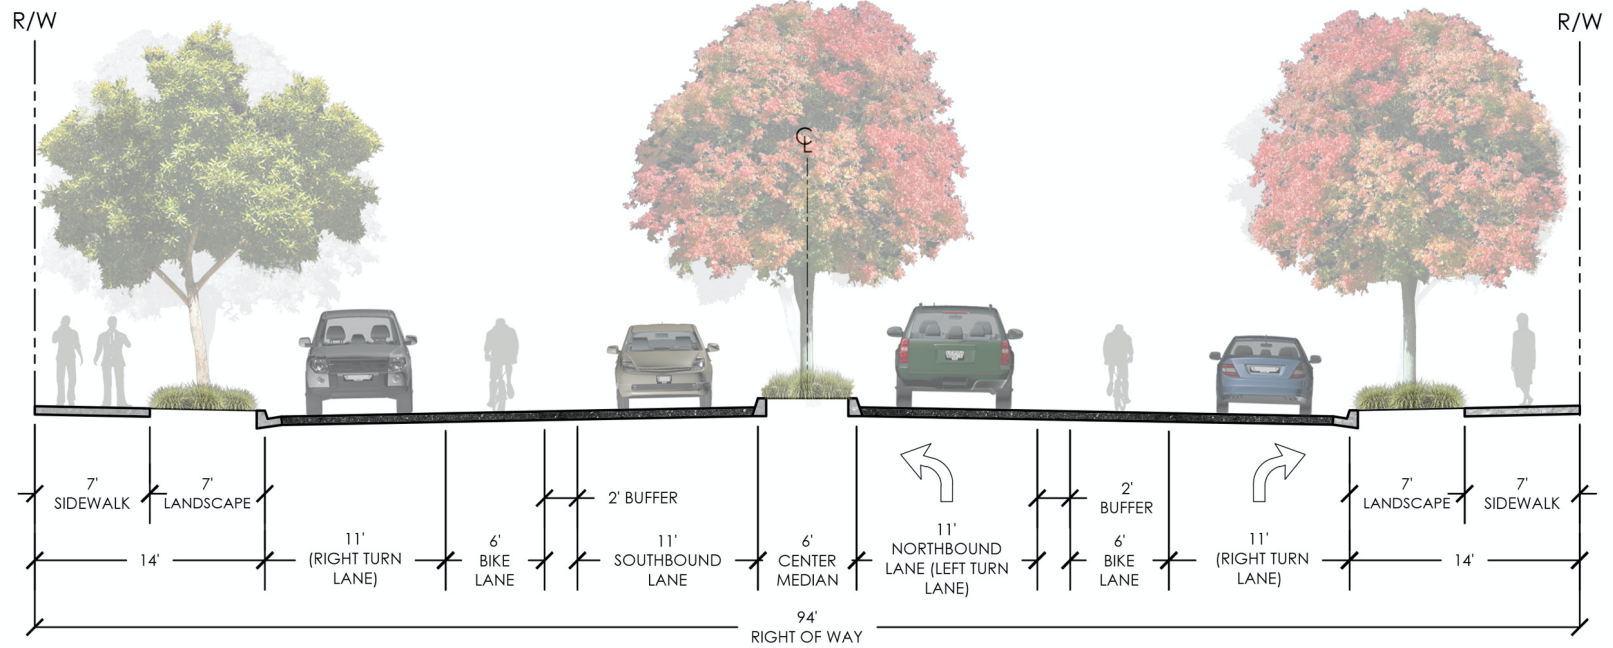 R/W
R/W
CL
7'
SIDEWALK
7'
LANDSCAPE
2' BUFFER
2'
BUFFER
7'
LANDSCAPE
7'
SIDEWALK
14'
11'
(RIGHT TURN
LANE)
6'
BIKE
LANE
11'
SOUTHBOUND
LANE
6'
CENTER
MEDIAN
11'
NORTHBOUND
LANE (LEFT TURN
LANE)
6'
BIKE
LANE
11'
(RIGHT TURN
LANE)
14'
94'
RIGHT OF WAY